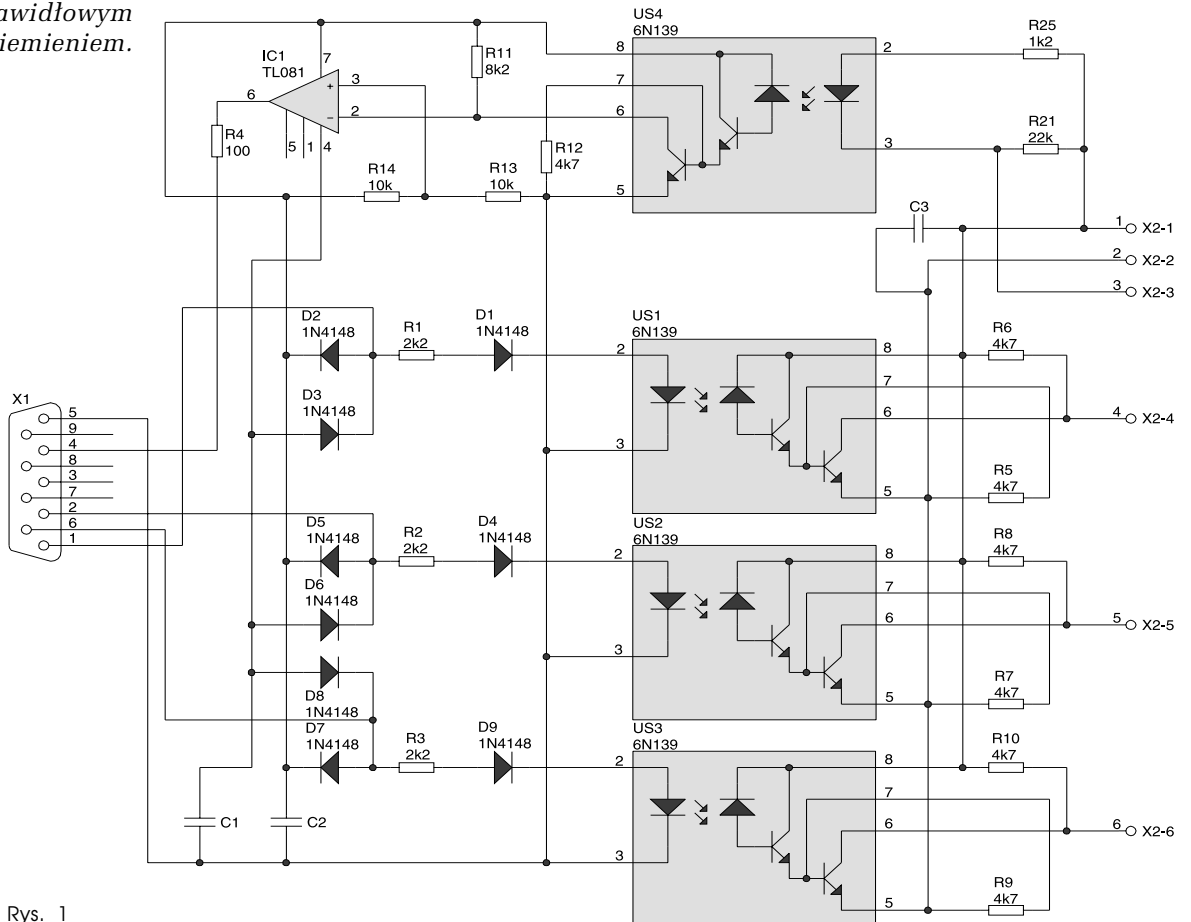 awidłowym
iemieniem.
US4
6N139
R25
1k2
IC1
TL081
7
R11
8k2
8
2
3
7
6
2
6
R4
100
5
1
4
R12
4k7
3
R21
22k
R14
10k
R13
10k
5
C3
1
X2-1
2
X2-2
3
X2-3
D2
1N4148
R1
2k2
D1
1N4148
US1
6N139
2
8
R6
4k7
7
D3
1N4148
6
4
X2-4
X1
5
9
4
8
3
7
2
6
1
3
5
R5
4k7
D5
1N4148
R2
2k2
D4
1N4148
US2
6N139
2
8
R8
4k7
7
D6
1N4148
6
5
X2-5
3
D8
1N4148
5
R7
4k7
D7
1N4148
R3
2k2
D9
1N4148
US3
6N139
2
8
R10
4k7
7
C1
C2
6
6
X2-6
3
5
R9
4k7
Rys. 1